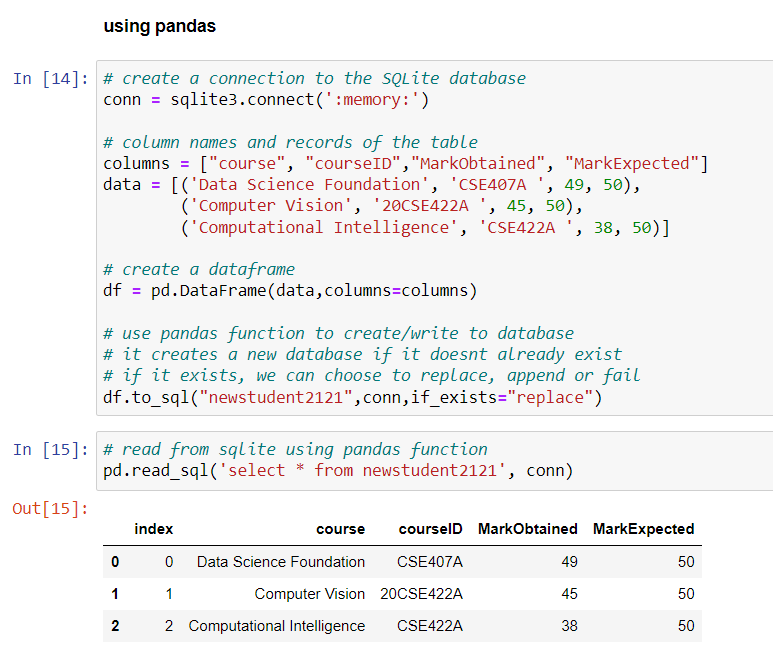 using pandas
In [14]: # create a connection to the SQLite database
conn = sqlite3.connect(':memory:')
# column names and records of the table
columns = ["course", "courseID","MarkObtained", "MarkExpected"]
data = [('Data Science Foundation', 'CSE407A ', 49, 50),
('Computer Vision', '20CSE422A ', 45, 50),
('Computational Intelligence', 'CSE422A ', 38, 50)]
# create a dataframe
df = pd.DataFrame(data,columns=columns)
# use pandas function to create/write to database
# it creates a new database if it doesnt already exist
# if it exists, we can choose to replace, append or fail
df.to_sql("newstudent2121",conn,if_exists="replace")
In [15]: # read from sqlite using pandas function
pd.read_sql('select * from newstudent2121', conn)
Out[15]:
index course courseID MarkObtained MarkExpected
0 0 Data Science Foundation CSE407A 49 50
1 1 Computer Vision 20CSE422A 45 50
2 2 Computational Intelligence CSE422A 38 50